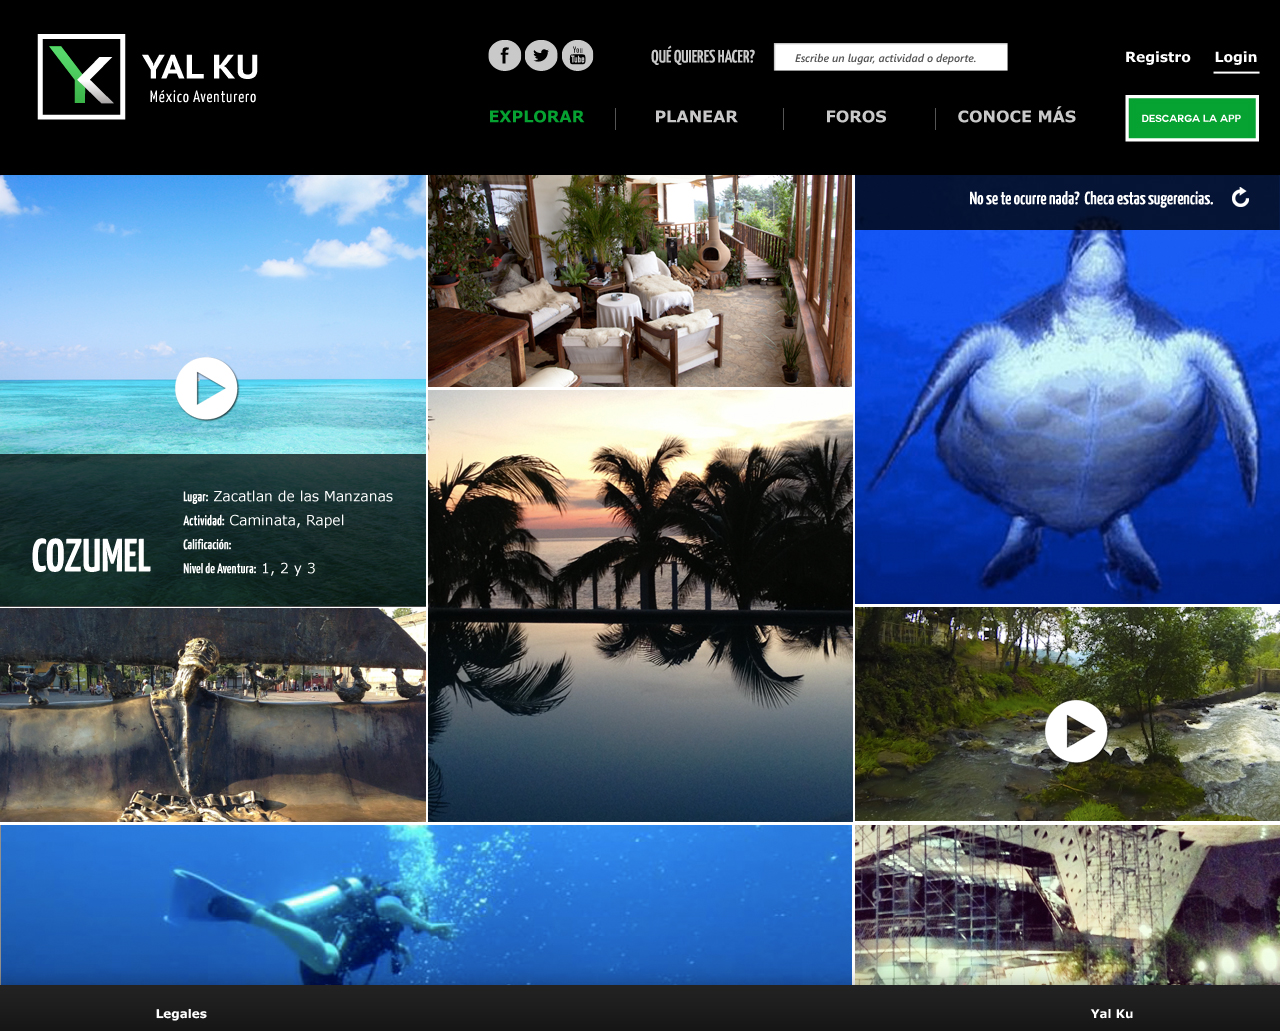 YAL KU
México Aventurero
f
You
Tube
QUÉ QUIERES HACER?
Escribe un lugar, actividad o deporte.
Registro
Login
EXPLORAR
PLANEAR
FOROS
CONOCE MÁS
DESCARGA LA APP
No se te ocurre nada? Checa estas sugerencias.
COZUMEL
Lugar: Zacatlan de las Manzanas
Actividad: Caminata, Rapel
Calificación:
Nivel de Aventura: 1, 2 y 3
Legales
Yal Ku